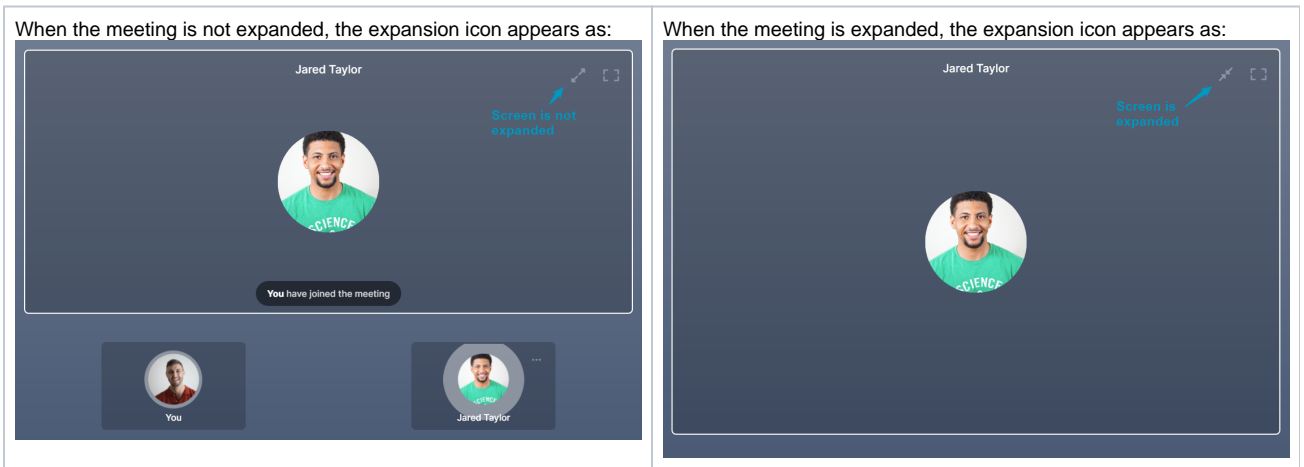 When the meeting is not expanded, the expansion icon appears as:
Jared Taylor
Screen is not
expanded
SCIENCE
You have joined the meeting
You
Jared Taylor
When the meeting is expanded, the expansion icon appears as:
Jared Taylor
Screen is
expanded
SCIENCE